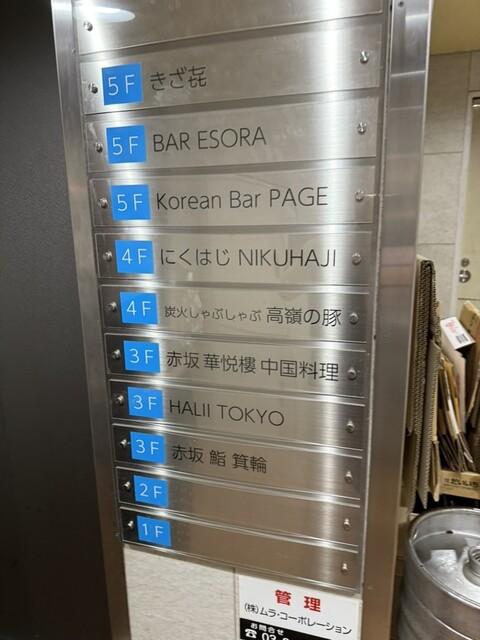 5F きざ㐂
5F BAR ESORA
5F Korean Bar PAGE
4F にくはじ NIKUHAJI
4F 炭火しゃぶしゃぶ 高嶺の豚
3F 赤坂 華悦樓 中国料理
3F HALII TOKYO
3F 赤坂 鮨 箕輪
2F
1F
管理
(株)ムラ・コーポレーション
お問合せ
☎03